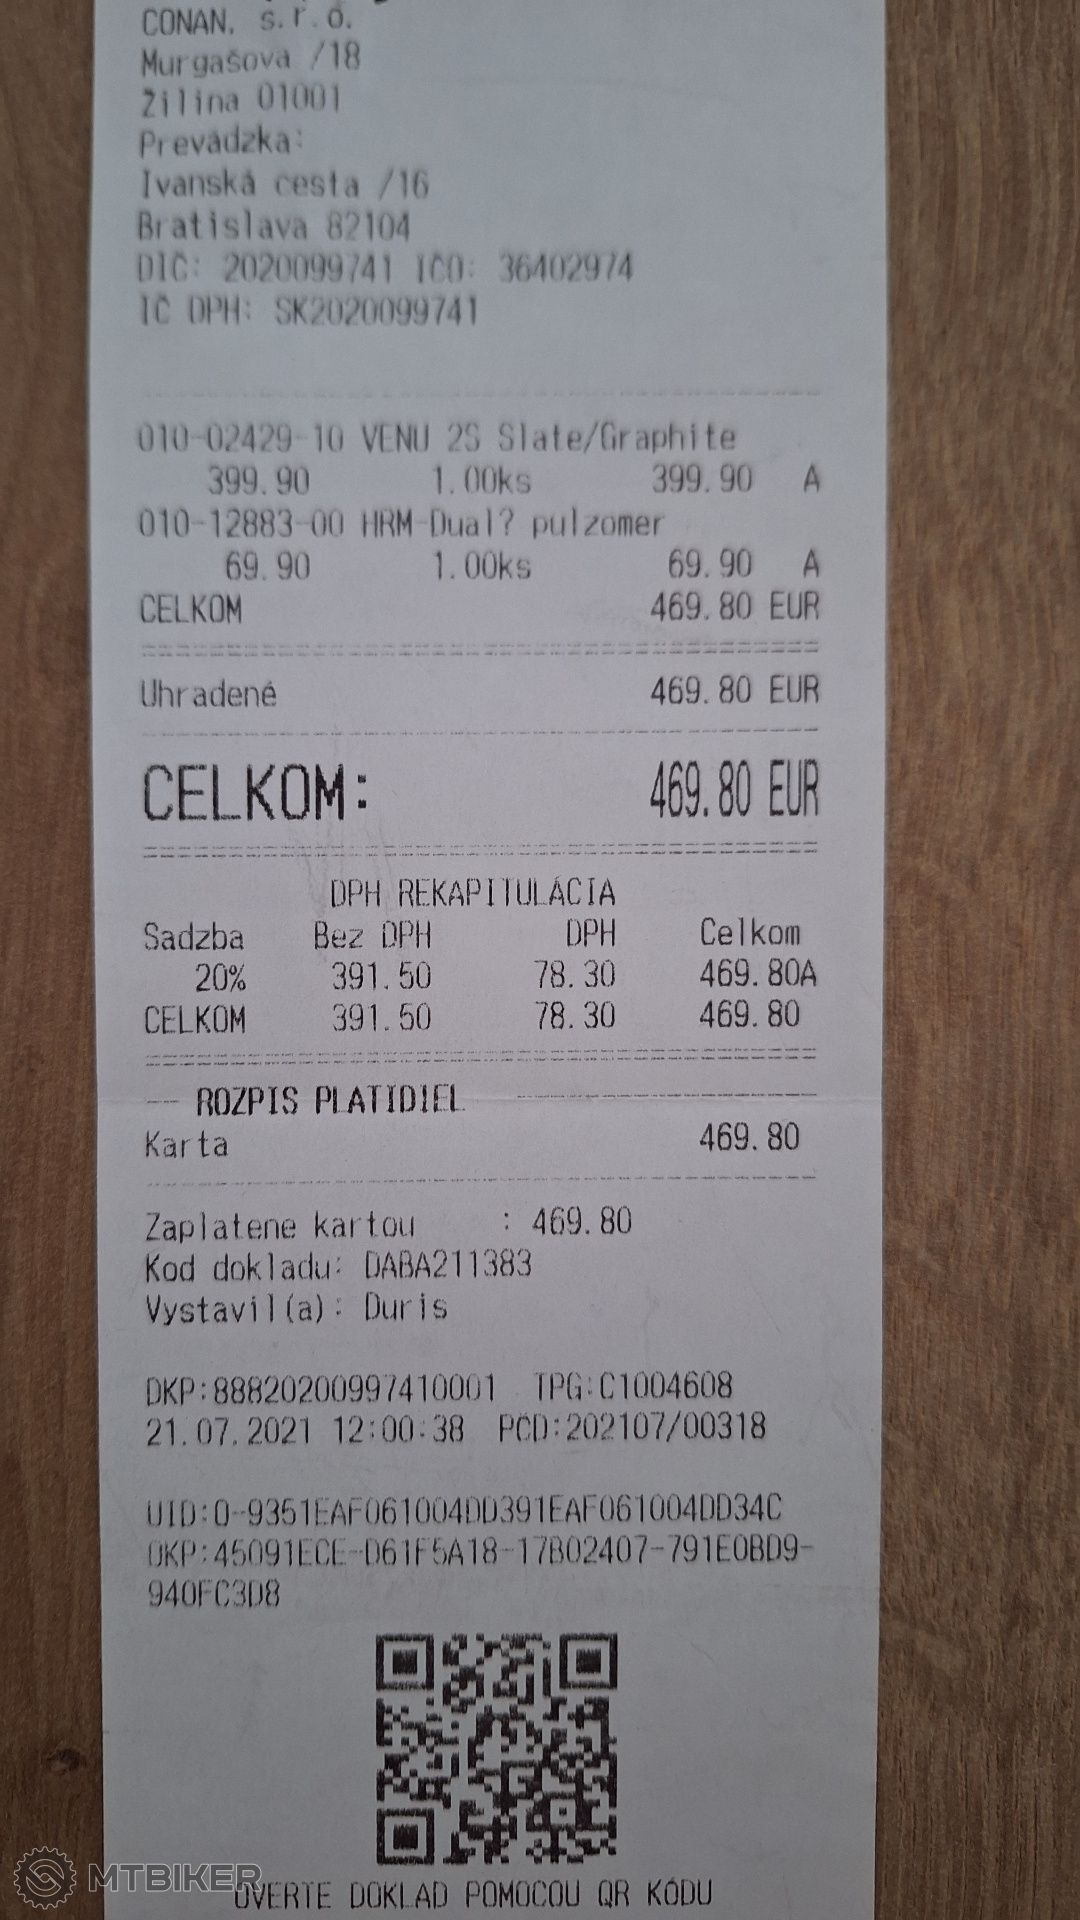 CONAN, s.r.o.
Murgašova /18
Žilina 01001
Prevádzka:
Ivanská cesta /16
Bratislava 82104
DIČ: 2020099741 IČO: 36402974
IČ DPH: SK2020099741
010-02429-10 VENU 2S Slate/Graphite
399.90 1.00ks 399.90 A
010-12883-00 HRM-Dual? pulzomer
69.90 1.00ks 69.90 A
CELKOM 469.80 EUR
Uhradené 469.80 EUR
CELKOM: 469.80 EUR
DPH REKAPITULÁCIA
Sadzba Bez DPH DPH Celkom
20% 391.50 78.30 469.80A
CELKOM 391.50 78.30 469.80
-- ROZPIS PLATIDIEL
Karta 469.80
Zaplatene kartou : 469.80
Kod dokladu: DABA211383
Vystavil(a): Duris
DKP:88820200997410001 TPG:C1004608
21.07.2021 12:00:38 PČD:202107/00318
UID:O-9351EAF061004DD391EAF061004DD34C
OKP:45091ECE-D61F5A18-17B02407-791E0BD9-
940FC3D8
MTBIKER
OVERTE DOKLAD POMOCOU QR KÓDU